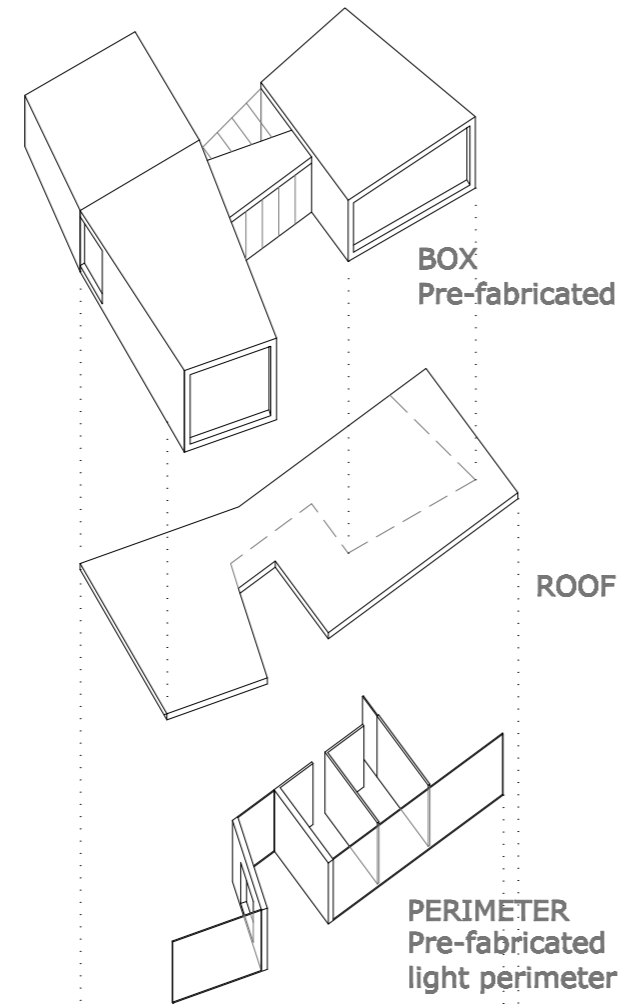 BOX
Pre-fabricated
ROOF
PERIMETER
Pre-fabricated
light perimeter